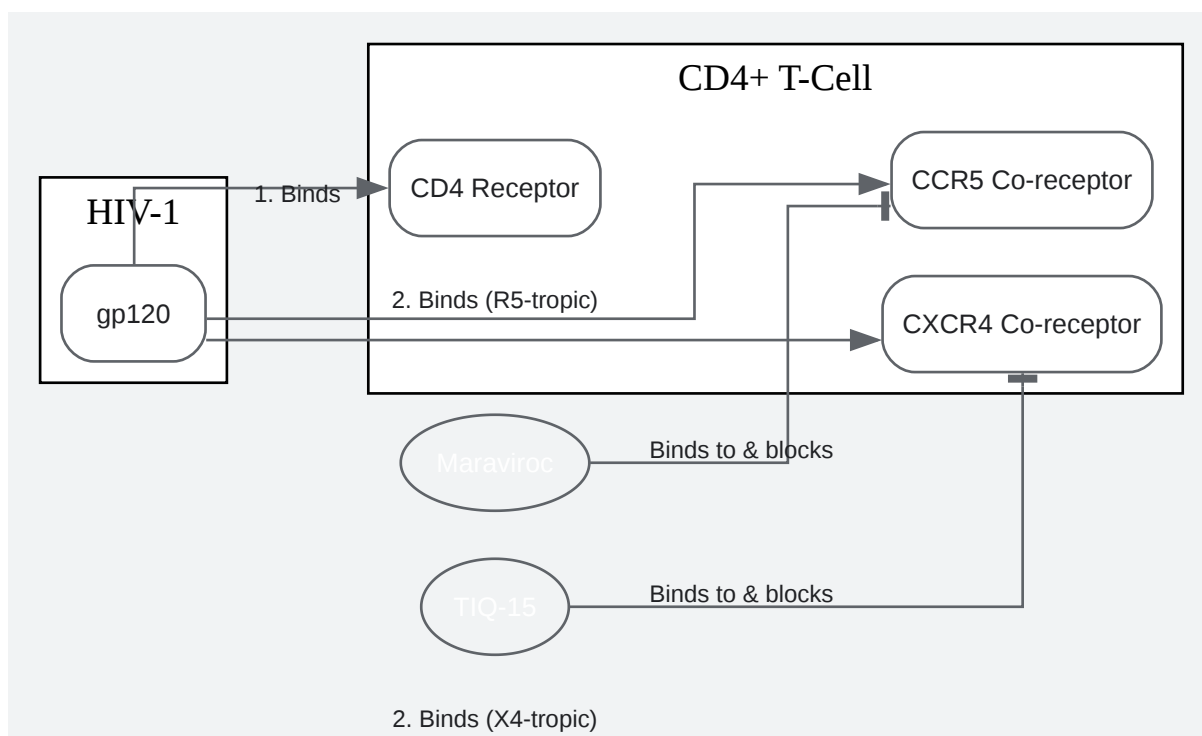 CD4+ T-Cell
HIV-1
gp120
1. Binds
CD4 Receptor
CCR5 Co-receptor
2. Binds (R5-tropic)
CXCR4 Co-receptor
Maraviroc
Binds to & blocks
TIQ-15
Binds to & blocks
2. Binds (X4-tropic)